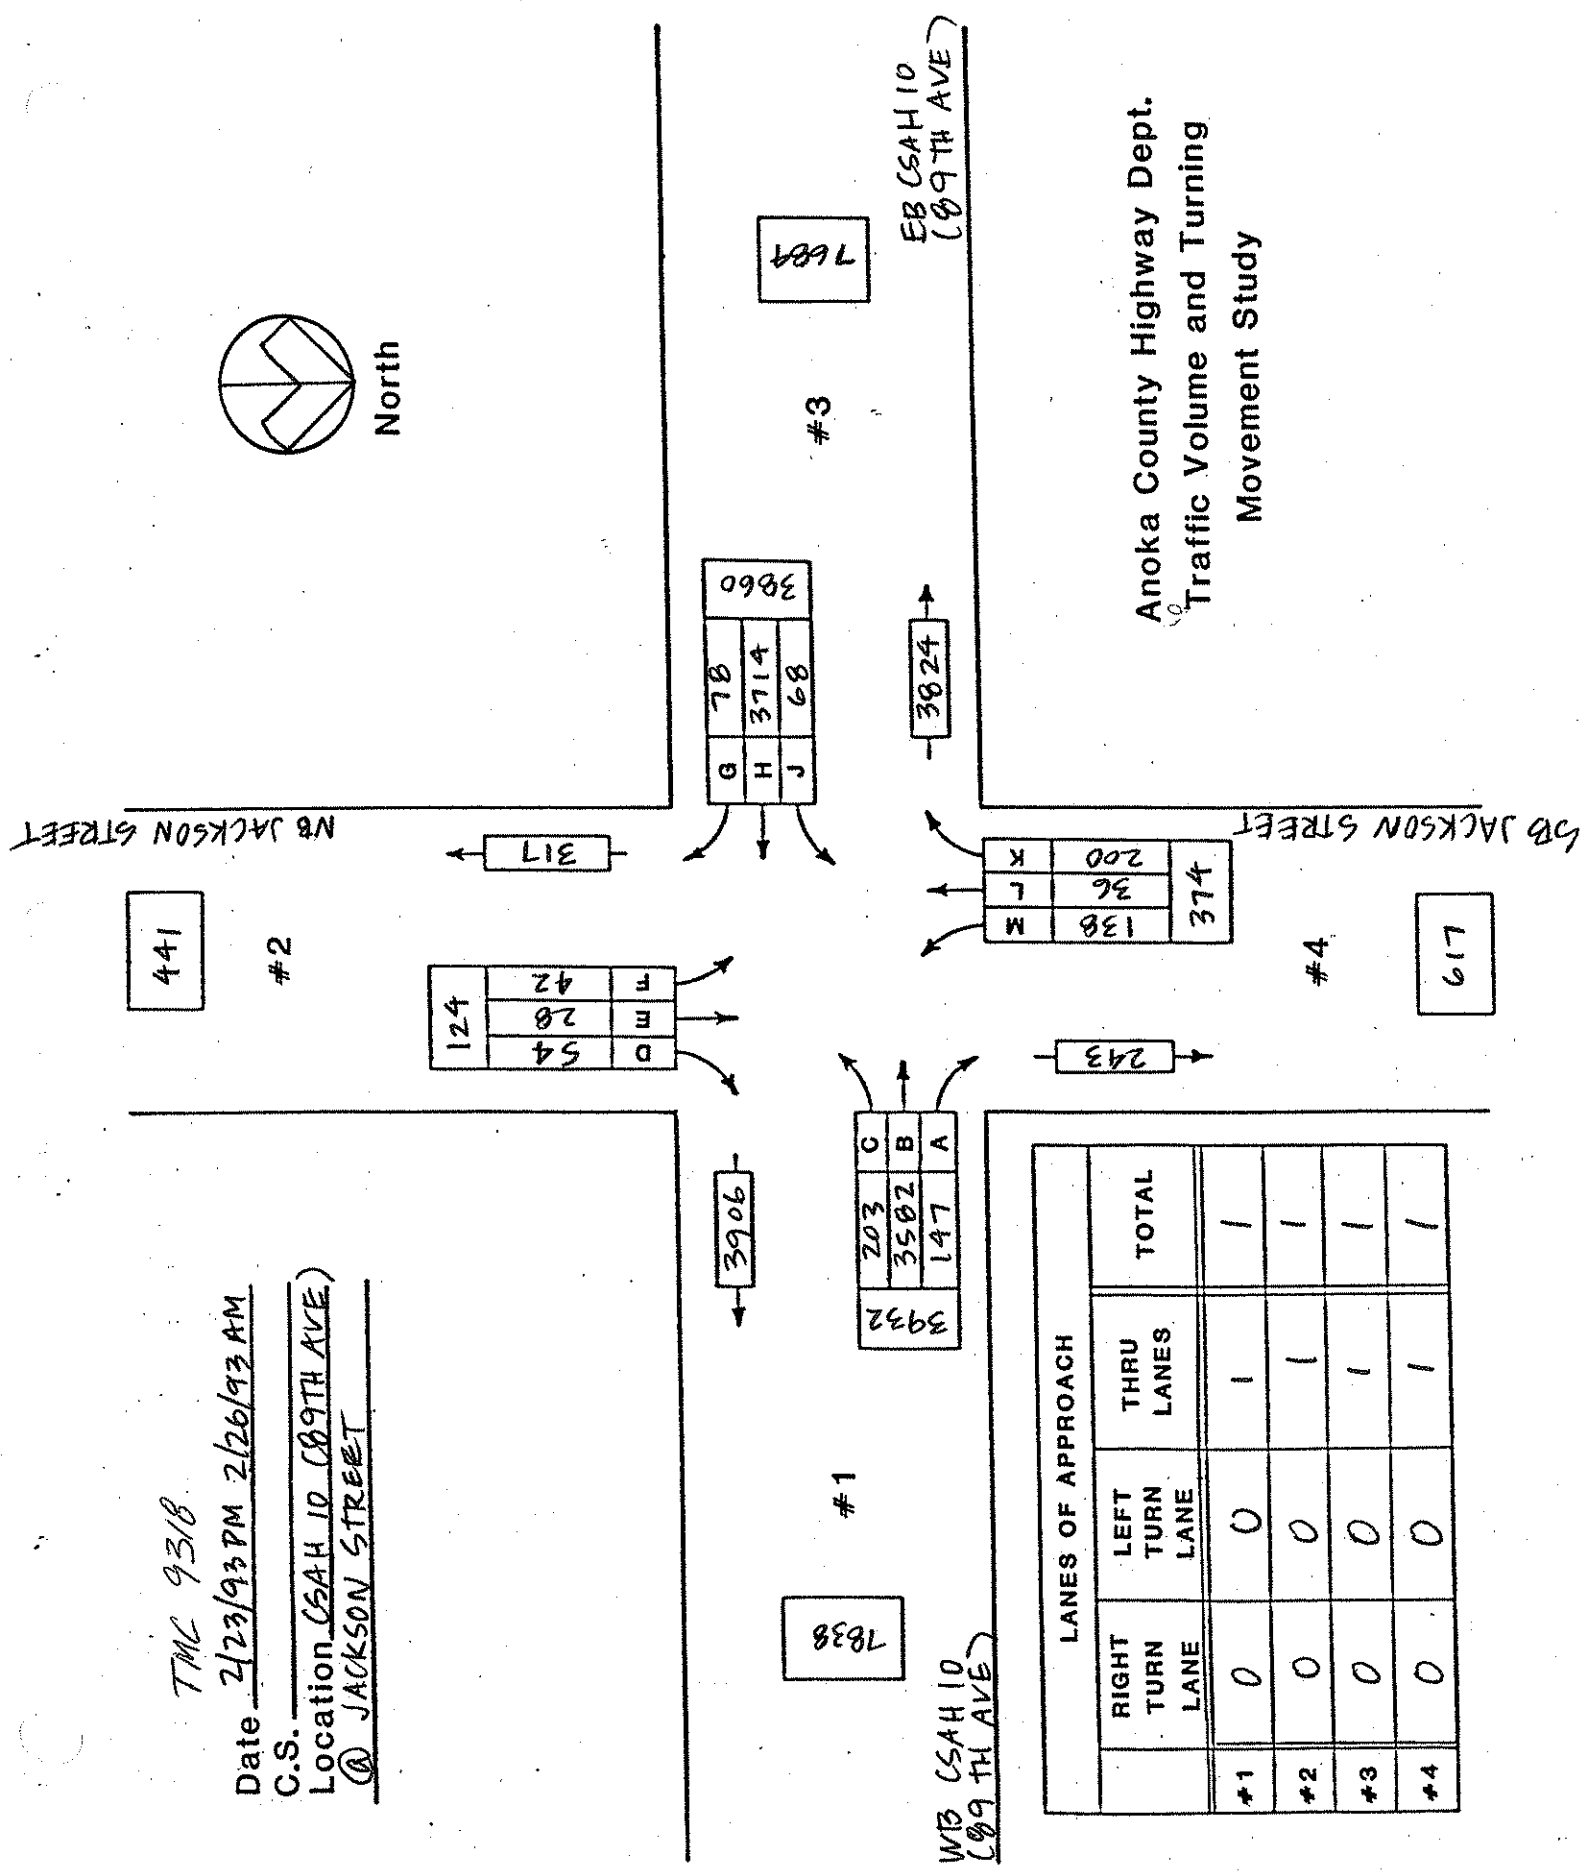 TMC 9318
Date 2/23/93 PM 2/26/93 AM
C.S.
Location CSAH 10 (89TH AVE)
@ JACKSON STREET
North
NB JACKSON STREET
441
#2
317
124
54 28 42
D E F
3906
G 78
H 3714
J 68
3860
#3
7684
3824
EB CSAH 10
(89TH AVE)
#1
7838
3932
203 C
3582 B
147 A
WB CSAH 10
(89TH AVE)
M L K
138 36 200
374
243
#4
617
SB JACKSON STREET
LANES OF APPROACH
RIGHT TURN LANE LEFT TURN LANE THRU LANES TOTAL
#1 0 0 1 1
#2 0 0 1 1
#3 0 0 1 1
#4 0 0 1 1
Anoka County Highway Dept.
Traffic Volume and Turning
Movement Study